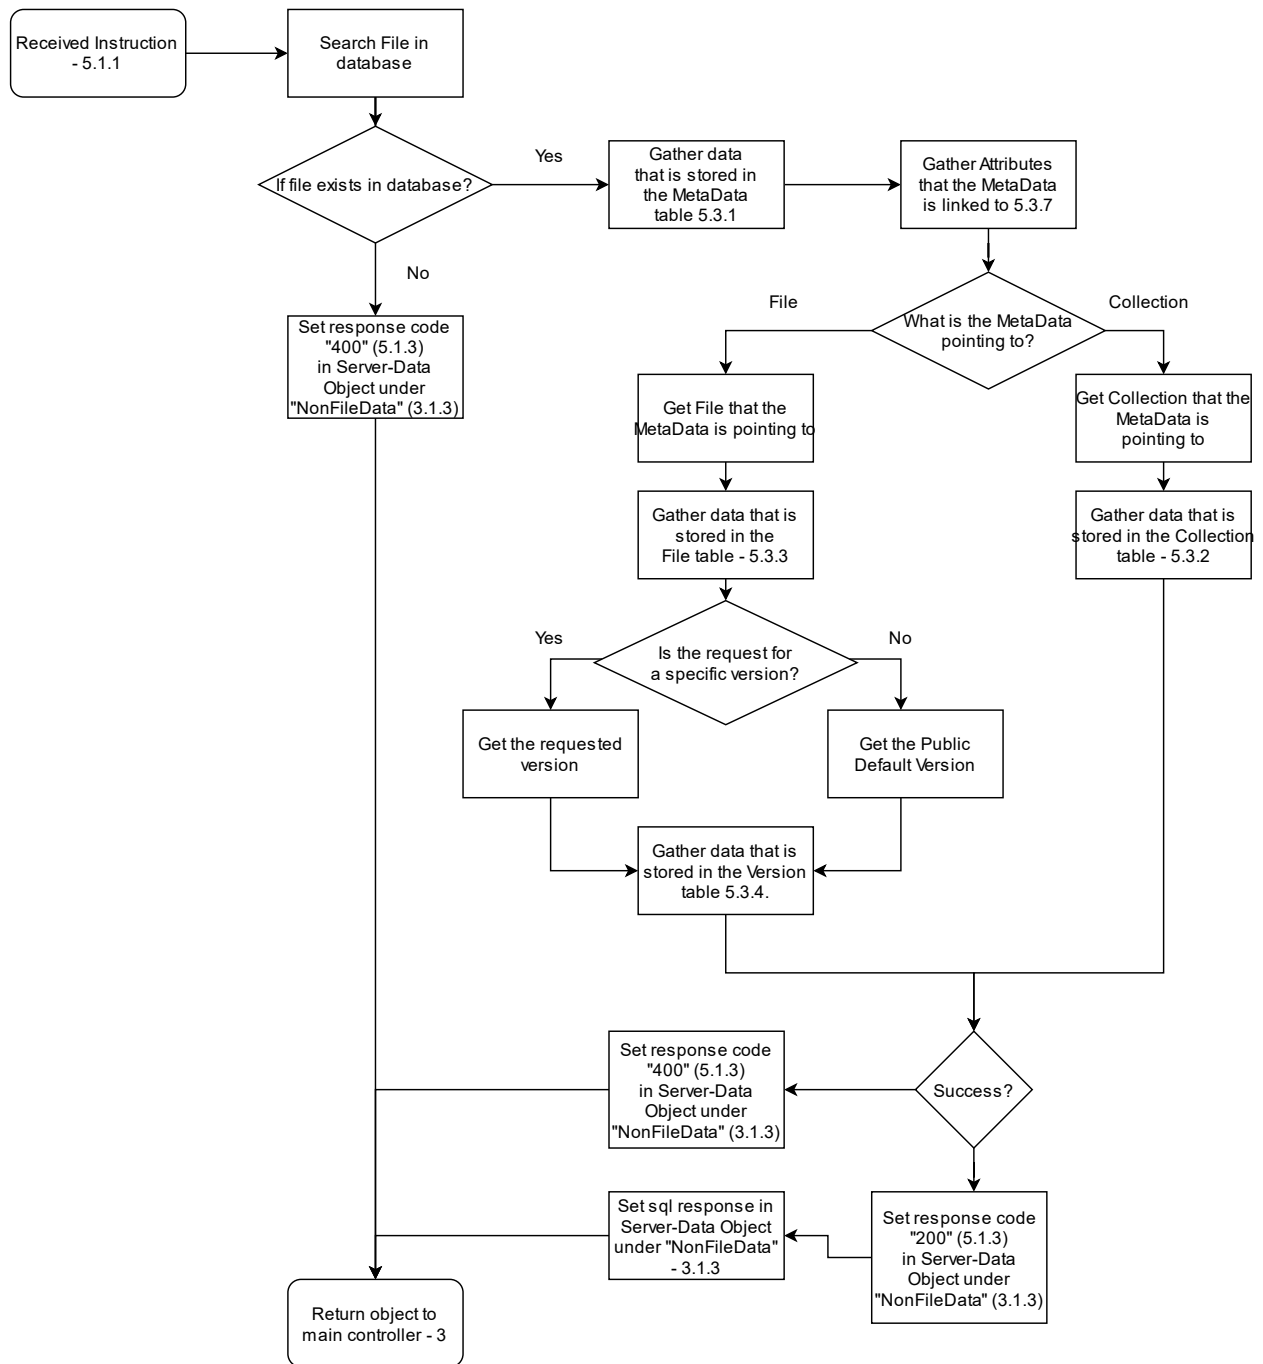 Received Instruction
- 5.1.1
Search File in
database
If file exists in database?
Yes
Gather data
that is stored in
the MetaData
table 5.3.1
Gather Attributes
that the MetaData
is linked to 5.3.7
No
File
Collection
What is the MetaData
pointing to?
Set response code
"400" (5.1.3)
in Server-Data
Object under
"NonFileData" (3.1.3)
Get File that the
MetaData is pointing to
Get Collection that the
MetaData is
pointing to
Gather data that is
stored in the
File table - 5.3.3
Gather data that is
stored in the Collection
table - 5.3.2
Yes
No
Is the request for
a specific version?
Get the requested
version
Get the Public
Default Version
Gather data that is
stored in the Version
table 5.3.4.
Set response code
"400" (5.1.3)
in Server-Data
Object under
"NonFileData" (3.1.3)
Success?
Set sql response in
Server-Data Object
under "NonFileData"
- 3.1.3
Set response code
"200" (5.1.3)
in Server-Data
Object under
"NonFileData" (3.1.3)
Return object to
main controller - 3